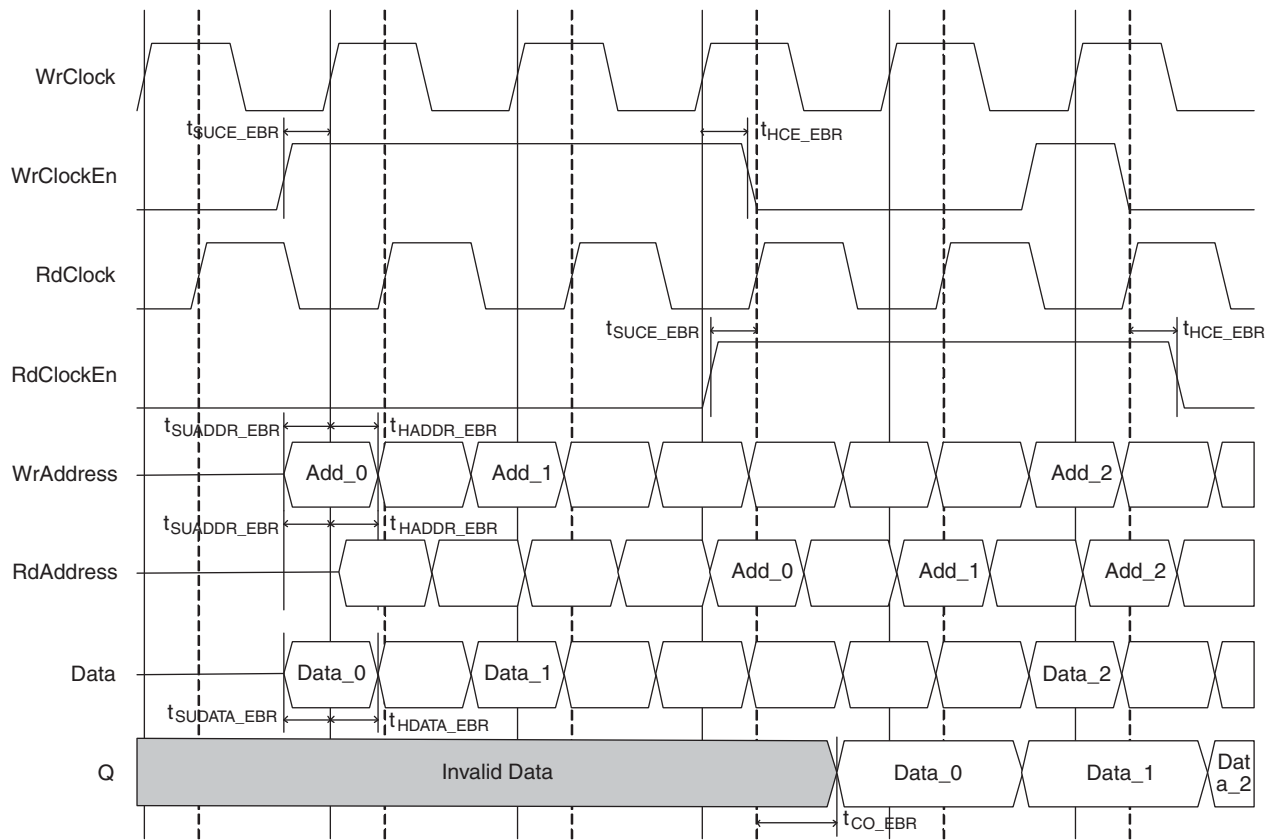 WrClock
tSUCE_EBR
tHCE_EBR
WrClockEn
RdClock
tSUCE_EBR
tHCE_EBR
RdClockEn
tSUADDR_EBR
tHADDR_EBR
WrAddress
Add_0
Add_1
Add_2
tSUADDR_EBR
tHADDR_EBR
RdAddress
Add_0
Add_1
Add_2
Data
Data_0
Data_1
Data_2
tSUDATA_EBR
tHDATA_EBR
Q
Invalid Data
Data_0
Data_1
Dat
a_2
tCO_EBR